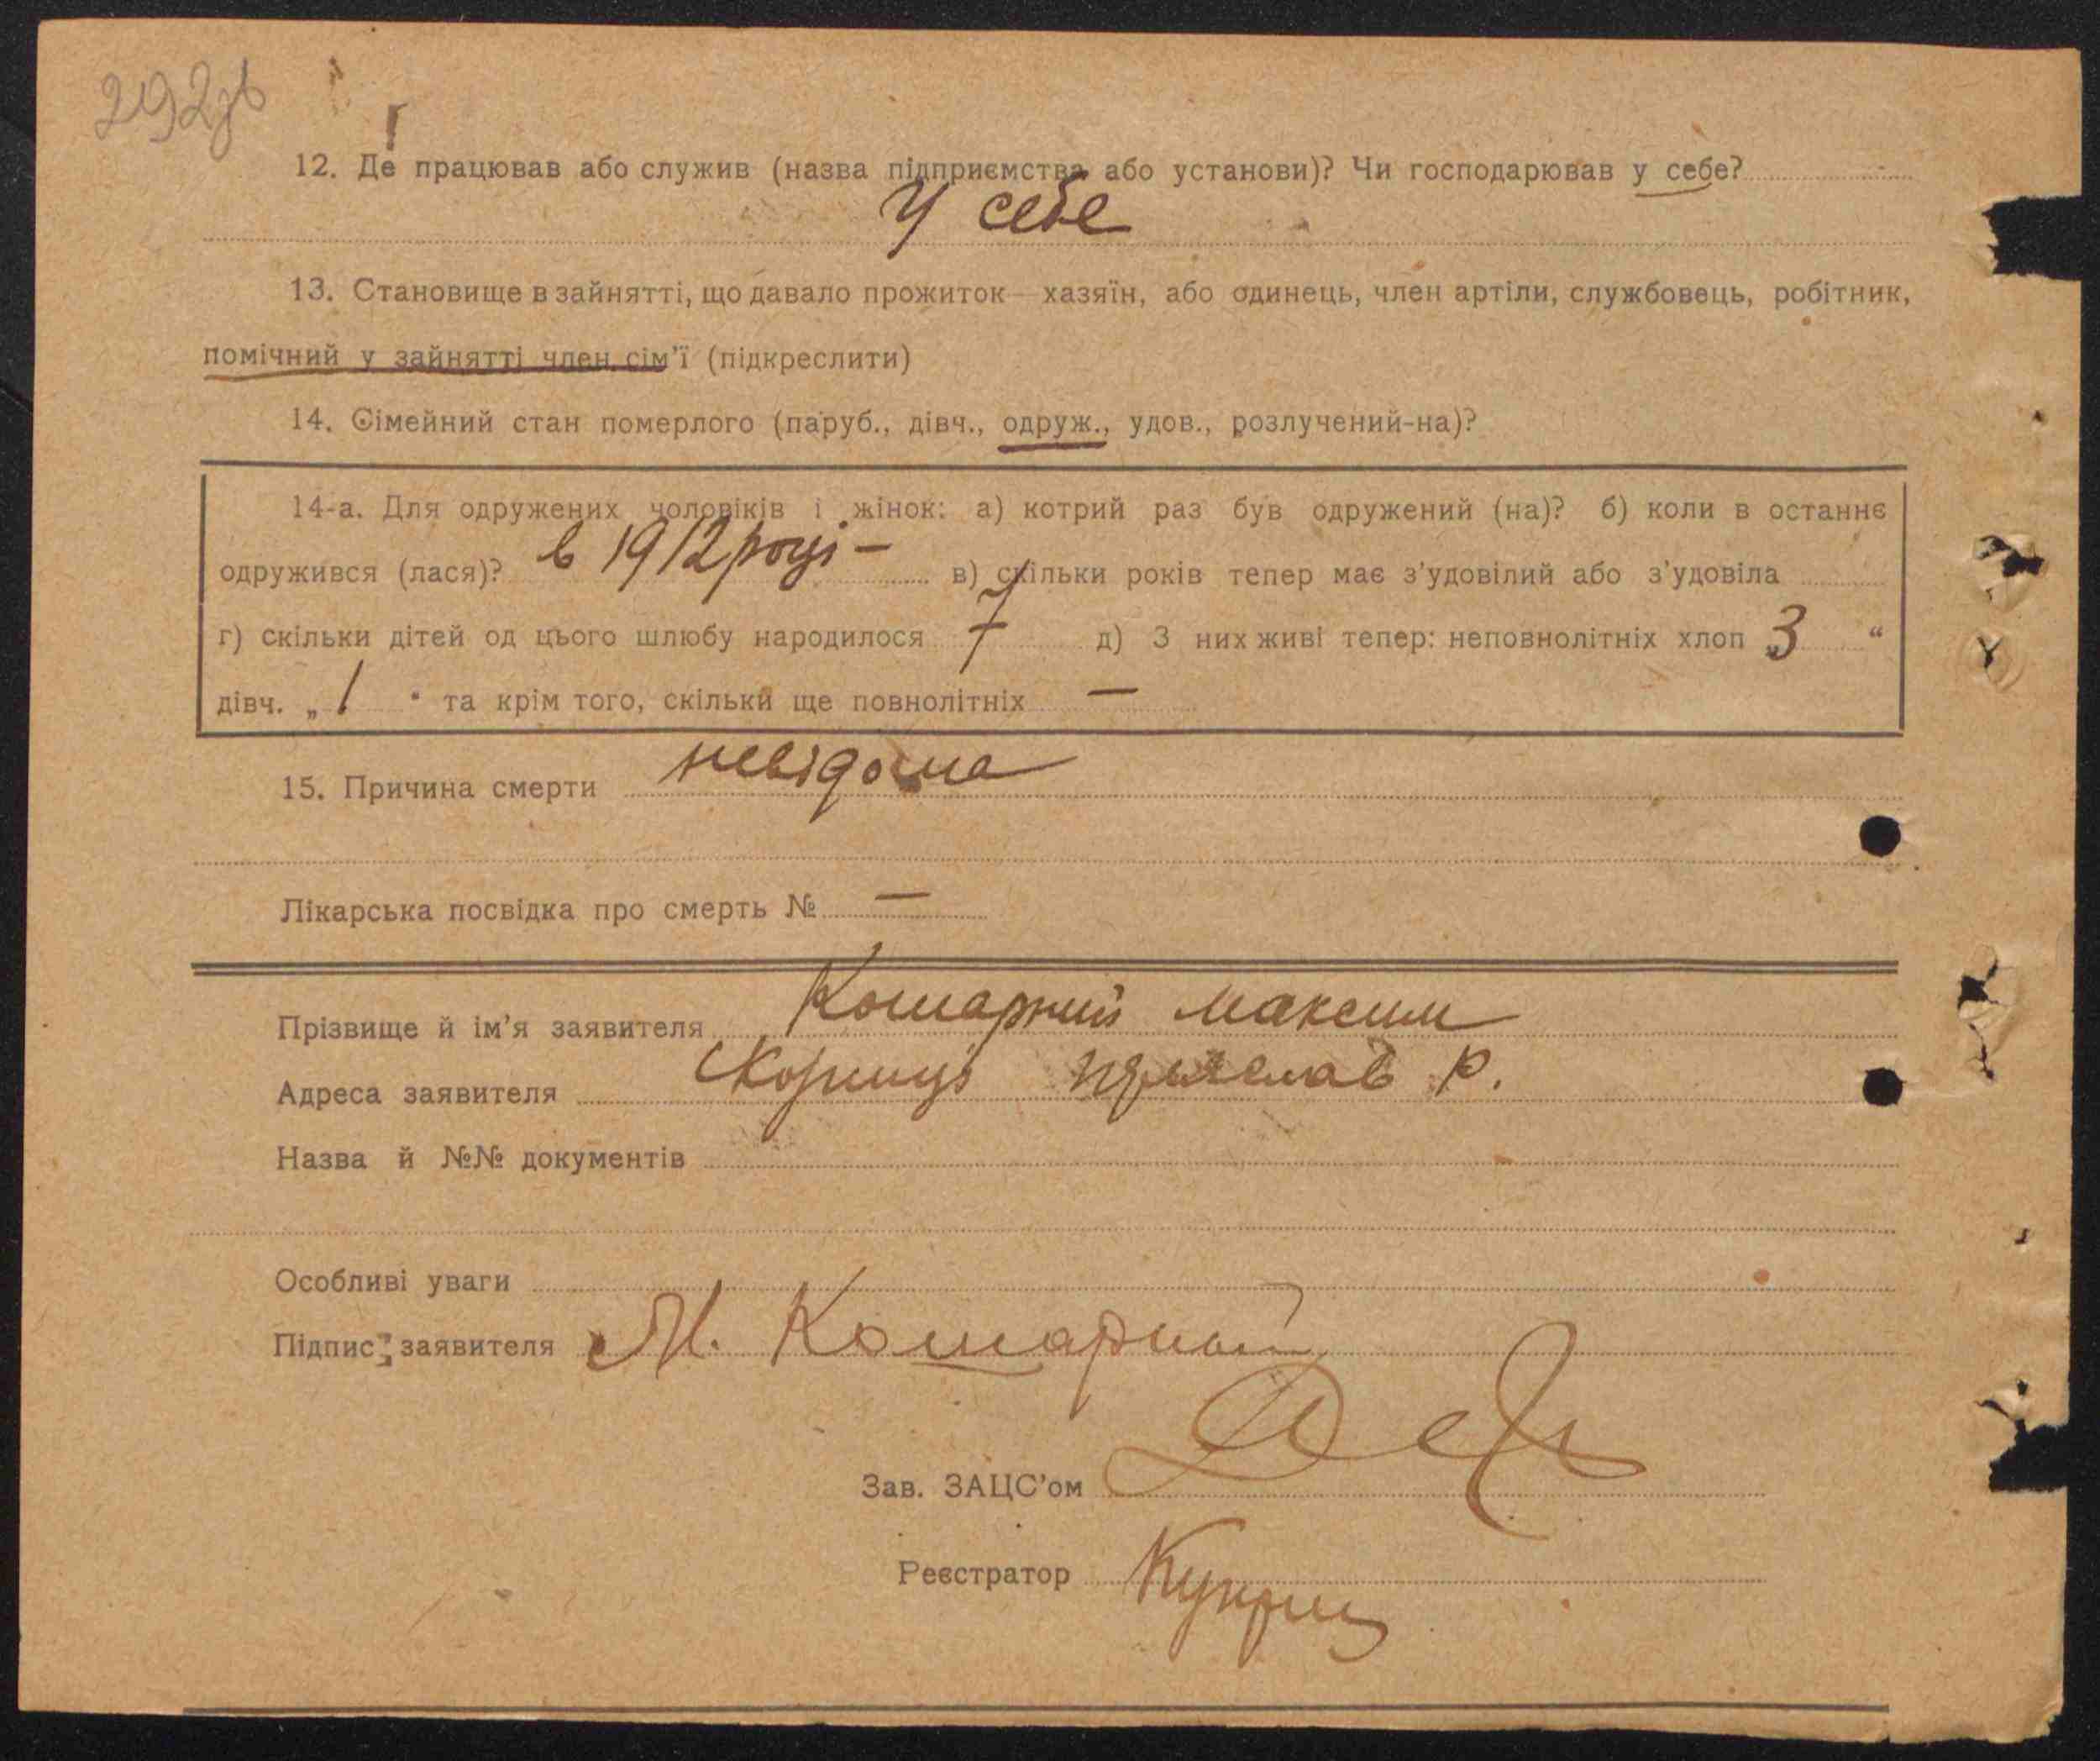 292зв
12. Де працював або служив (назва підприємства або установи)? Чи господарював у себе?
У себе
13. Становище в зайнятті, що давало прожиток — хазяїн, або одинець, член артіли, службовець, робітник,
помічний у зайнятті член сім'ї (підкреслити)
14. Сімейний стан померлого (паруб., дівч., одруж., удов., розлучений-на)?
14-а. Для одружених чоловіків і жінок: а) котрий раз був одружений (на)? б) коли в останнє
одружився (лася)? в 1912 році — в) скільки років тепер має з'удовілий або з'удовіла
г) скільки дітей од цього шлюбу народилося 7 д) З них живі тепер: неповнолітніх хлоп „3“
дівч. „1“ та крім того, скільки ще повнолітніх —
15. Причина смерти невідома
Лікарська посвідка про смерть № —
Прізвище й ім'я заявителя Кошарний Максим
Адреса заявителя р.
Назва й №№ документів
Особливі уваги
Підпис заявителя М. Кошарный
Зав. ЗАЦС'ом
Реєстратор